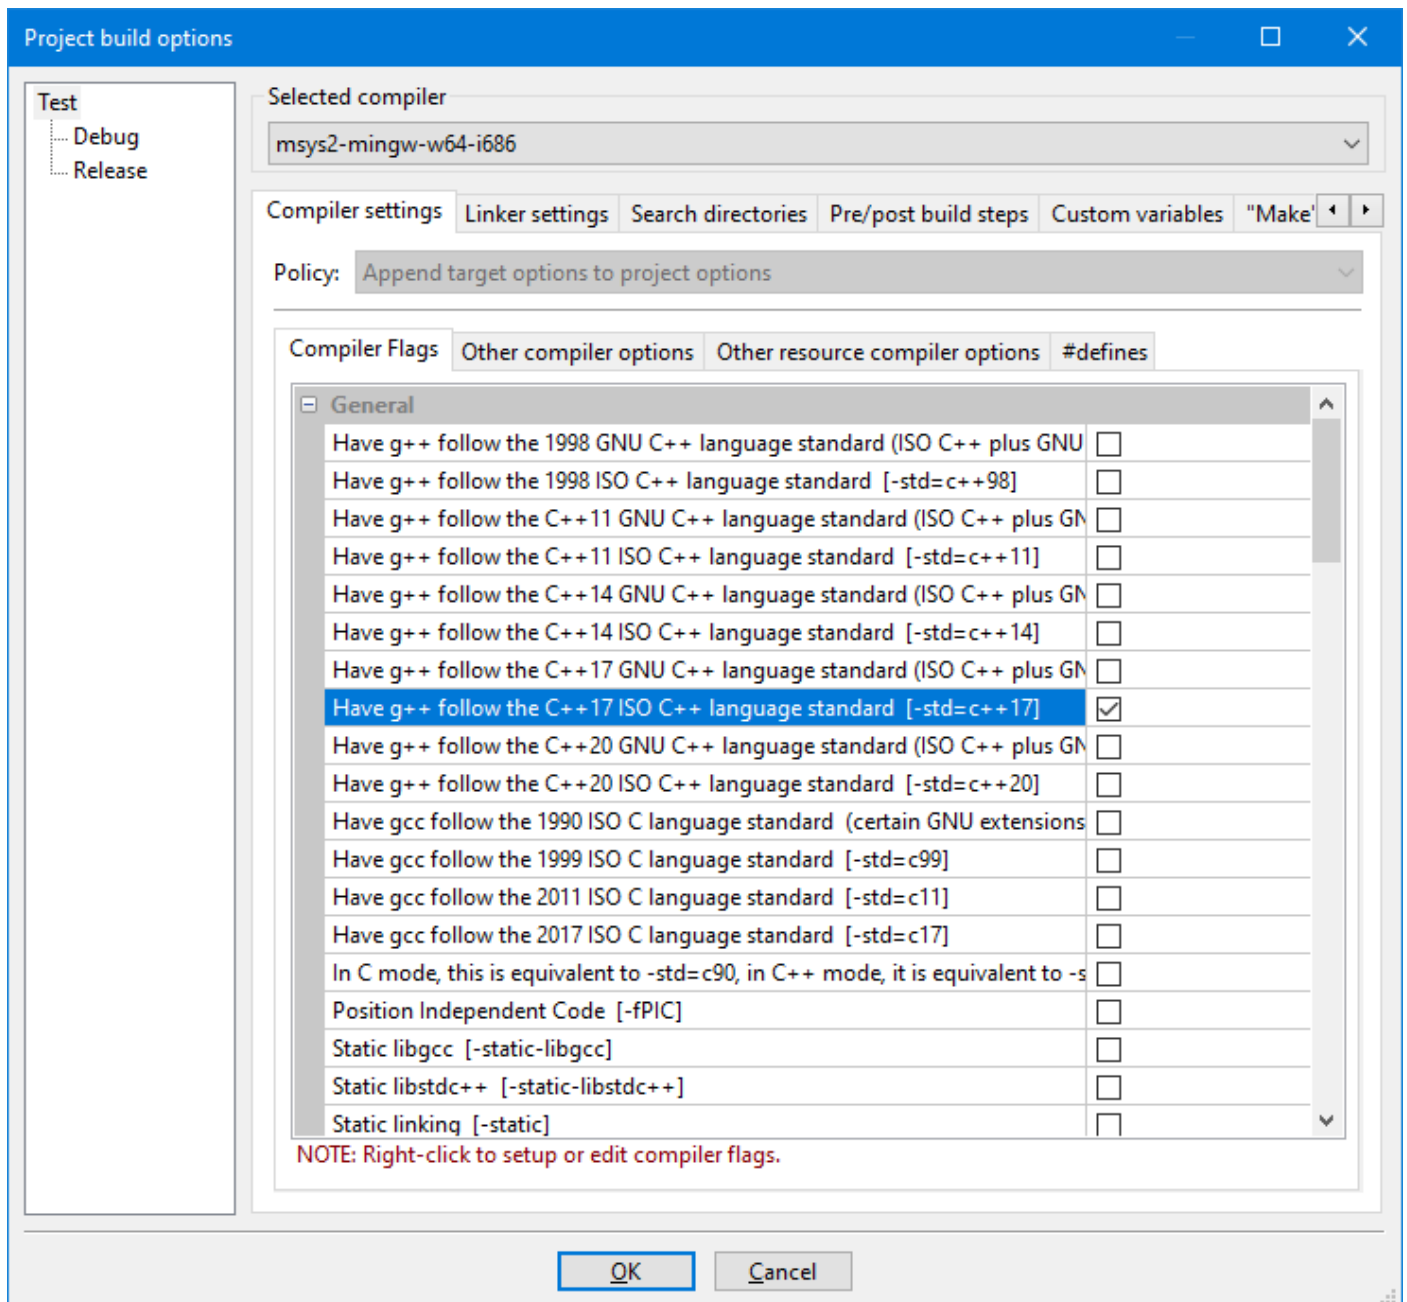 Project build options
Test
Debug
Release
Selected compiler
msys2-mingw-w64-i686
Compiler settings Linker settings Search directories Pre/post build steps Custom variables "Make"
Policy: Append target options to project options
Compiler Flags Other compiler options Other resource compiler options #defines
General
Have g++ follow the 1998 GNU C++ language standard (ISO C++ plus GNU
Have g++ follow the 1998 ISO C++ language standard [-std=c++98]
Have g++ follow the C++11 GNU C++ language standard (ISO C++ plus GN
Have g++ follow the C++11 ISO C++ language standard [-std=c++11]
Have g++ follow the C++14 GNU C++ language standard (ISO C++ plus GN
Have g++ follow the C++14 ISO C++ language standard [-std=c++14]
Have g++ follow the C++17 GNU C++ language standard (ISO C++ plus GN
Have g++ follow the C++17 ISO C++ language standard [-std=c++17]
Have g++ follow the C++20 GNU C++ language standard (ISO C++ plus GN
Have g++ follow the C++20 ISO C++ language standard [-std=c++20]
Have gcc follow the 1990 ISO C language standard (certain GNU extensions
Have gcc follow the 1999 ISO C language standard [-std=c99]
Have gcc follow the 2011 ISO C language standard [-std=c11]
Have gcc follow the 2017 ISO C language standard [-std=c17]
In C mode, this is equivalent to -std=c90, in C++ mode, it is equivalent to -s
Position Independent Code [-fPIC]
Static libgcc [-static-libgcc]
Static libstdc++ [-static-libstdc++]
Static linking [-static]
NOTE: Right-click to setup or edit compiler flags.
OK Cancel